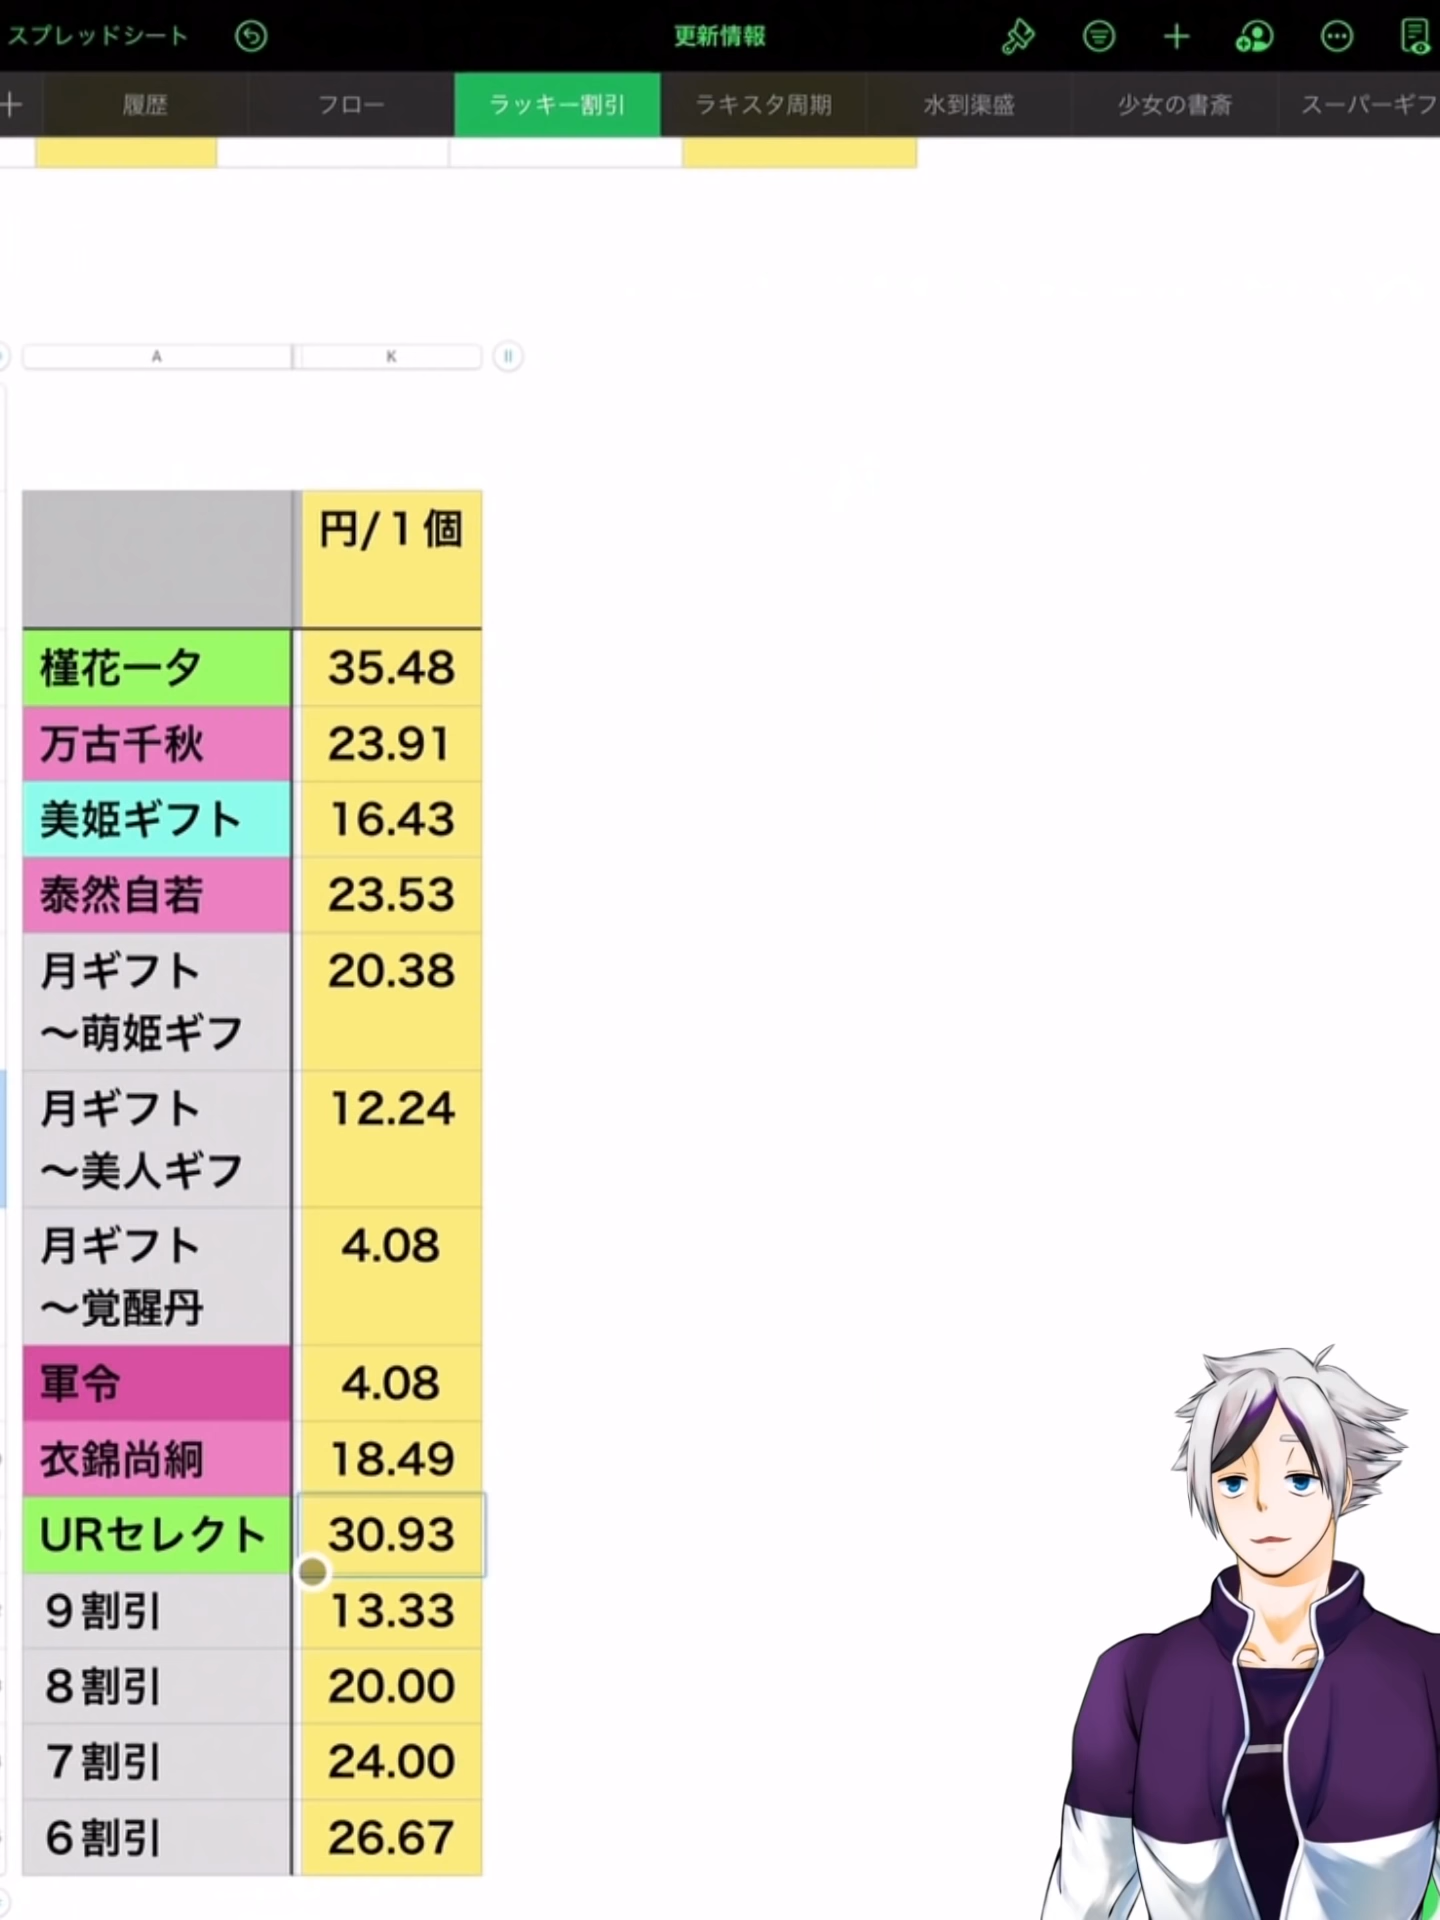 スプレッドシート
更新情報
履歴
フロー
ラッキー割引
ラキスタ周期
水到渠盛
少女の書斎
スーパーギフ
A
K
円/１個
槿花一夕
35.48
万古千秋
23.91
美姫ギフト
16.43
泰然自若
23.53
月ギフト
〜萌姫ギフ
20.38
月ギフト
〜美人ギフ
12.24
月ギフト
〜覚醒丹
4.08
軍令
4.08
衣錦尚絅
18.49
URセレクト
30.93
９割引
13.33
８割引
20.00
７割引
24.00
６割引
26.67